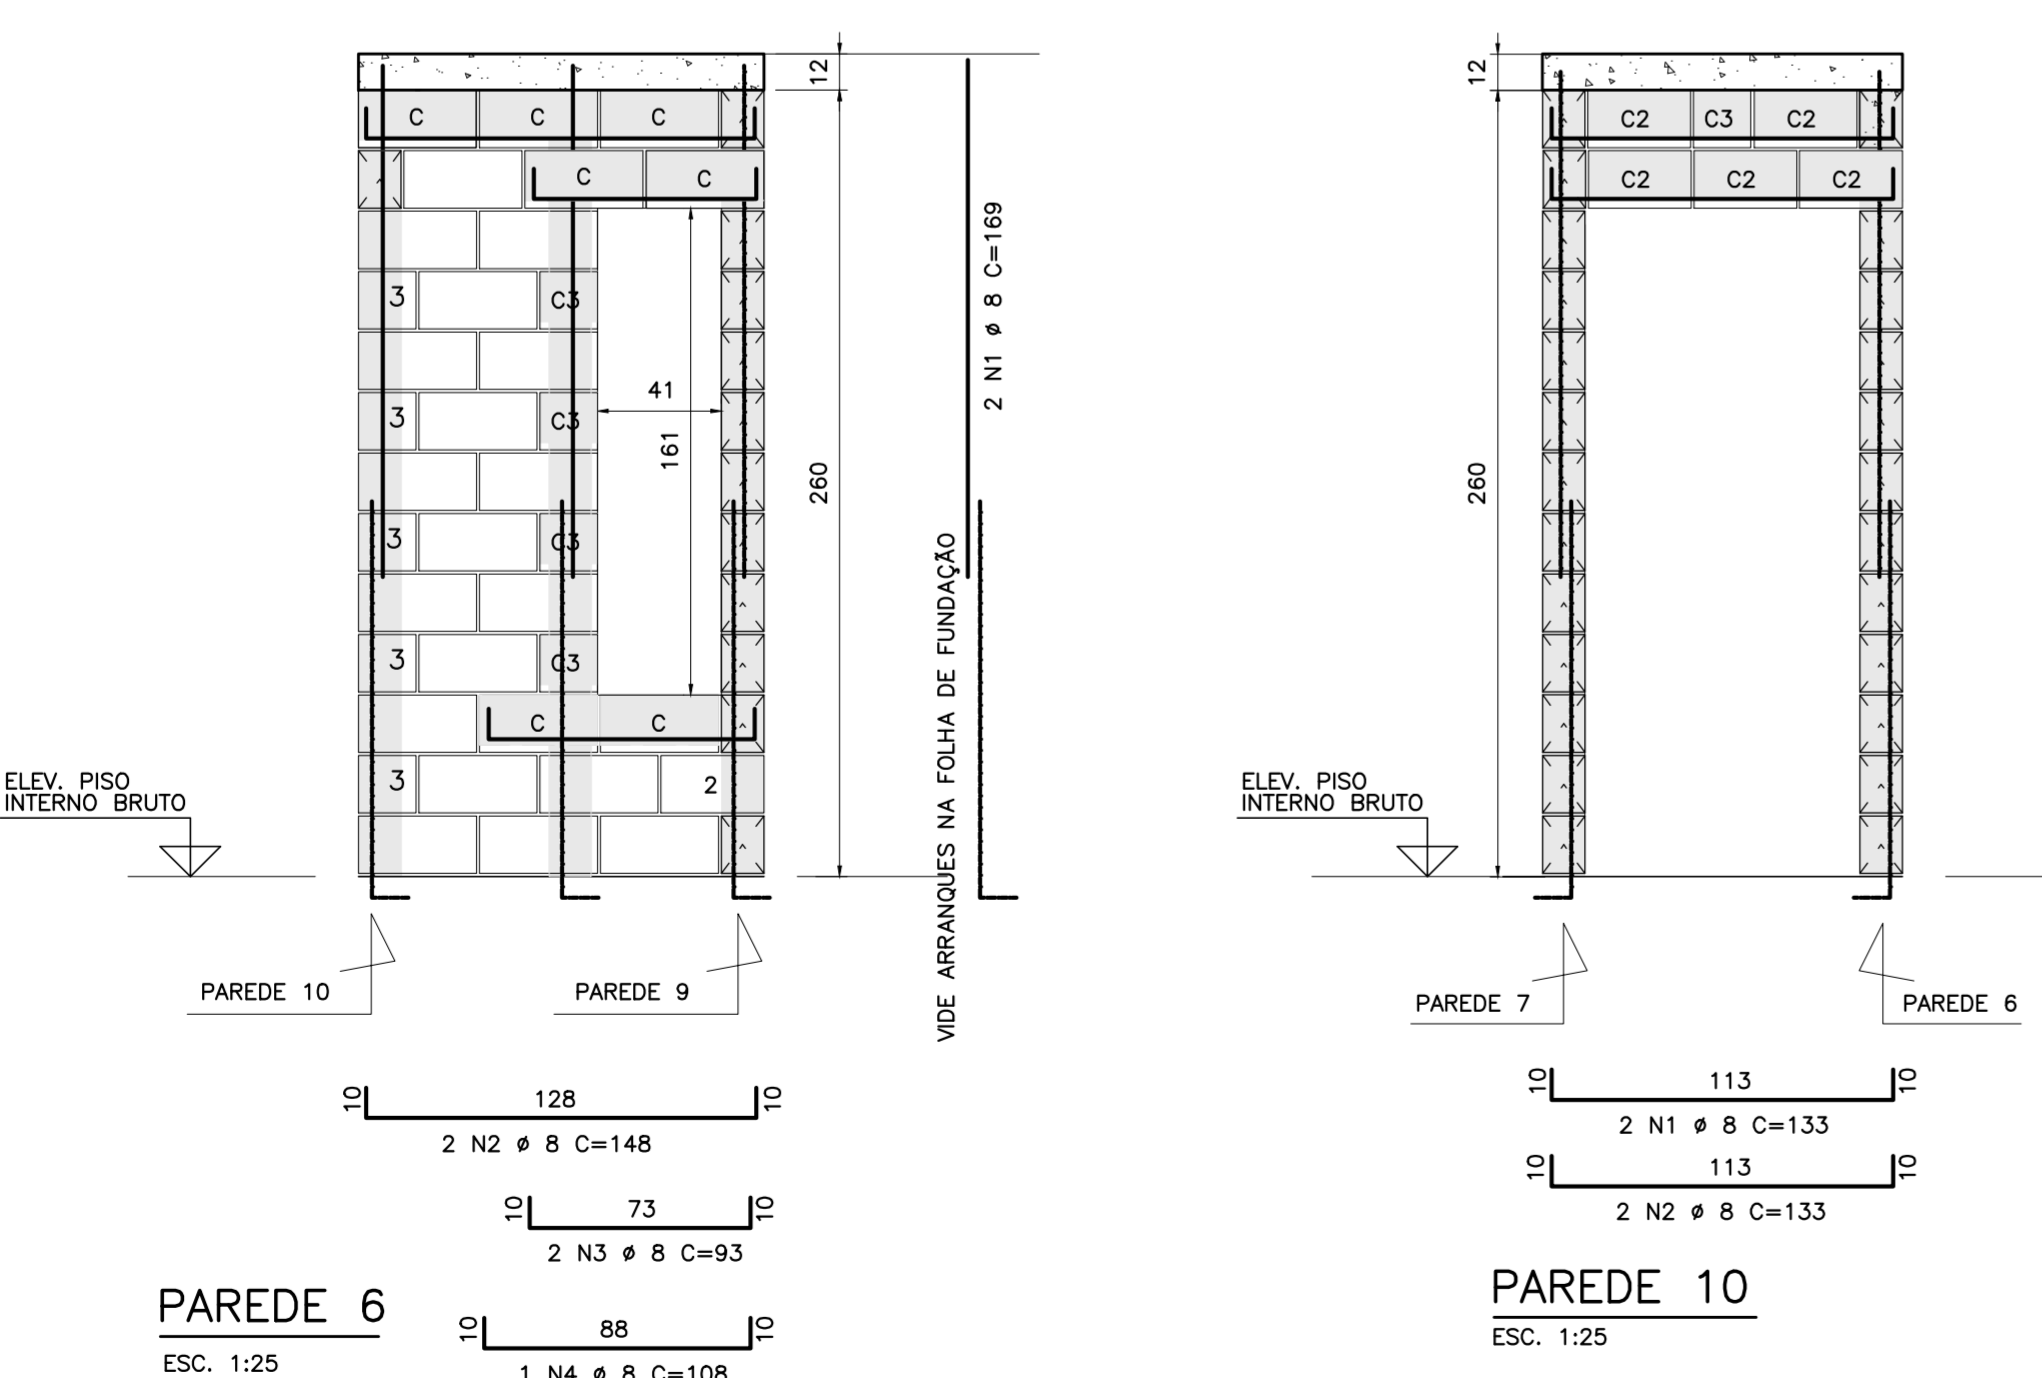 12
12
C C C
C2 C3 C2
C C
C2 C2 C2
3 C3
2 N1 ø 8 C=169
41
3 C3
161
260
260
3 C3
VIDE ARRANQUES NA FOLHA DE FUNDAÇÃO
3 C3
C C
3 2
ELEV. PISO
INTERNO BRUTO
ELEV. PISO
INTERNO BRUTO
PAREDE 10
PAREDE 9
PAREDE 7
PAREDE 6
10 128 10
2 N2 ø 8 C=148
10 73 10
2 N3 ø 8 C=93
10 88 10
1 N4 ø 8 C=108
PAREDE 6
ESC. 1:25
10 113 10
2 N1 ø 8 C=133
10 113 10
2 N2 ø 8 C=133
PAREDE 10
ESC. 1:25